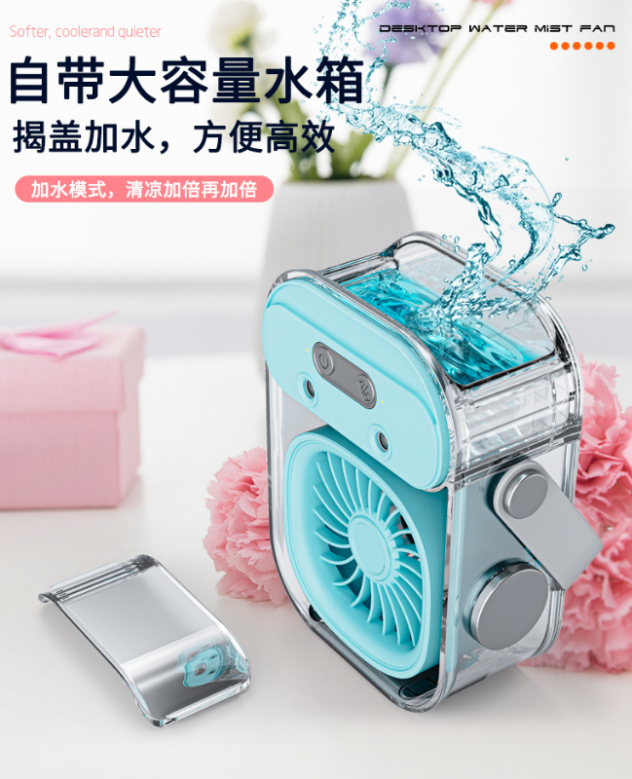 Softer, coolerand quieter
DESKTOP WATER MIST FAN
自带大容量水箱
揭盖加水，方便高效
加水模式，清凉加倍再加倍